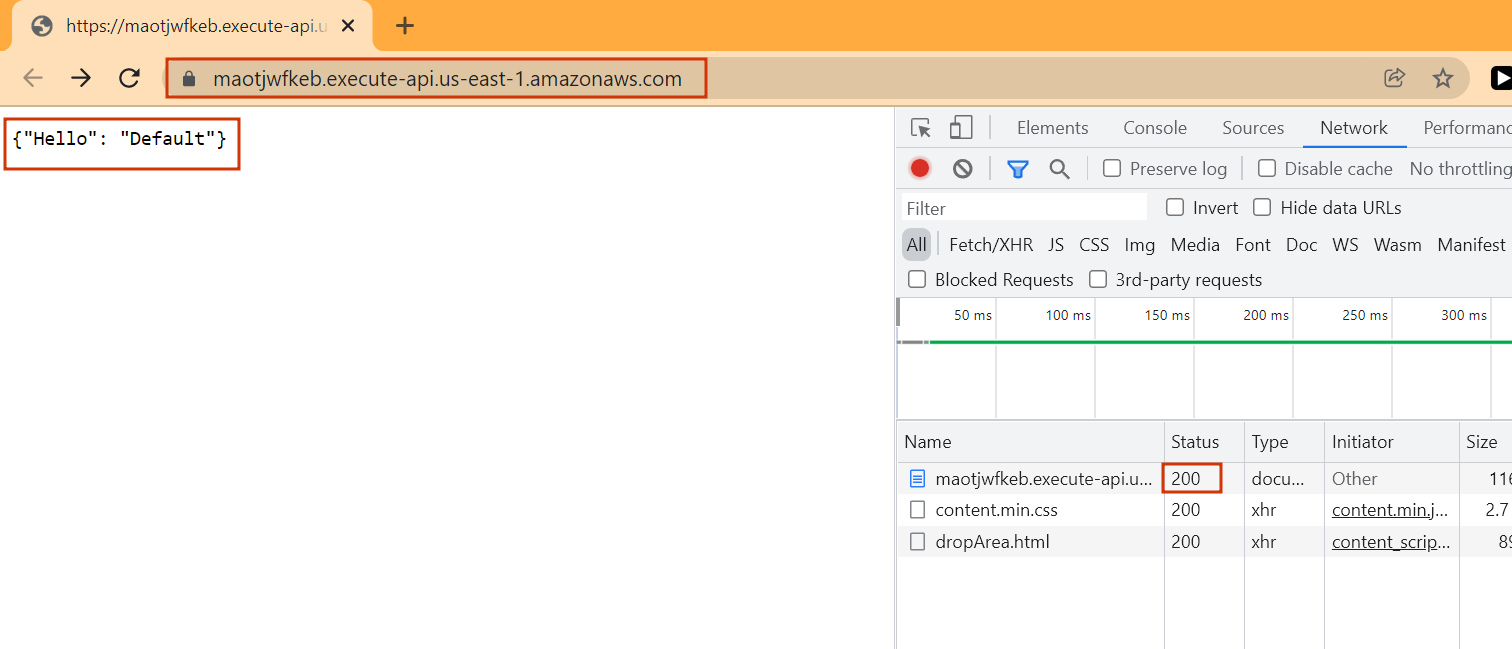 https://maotjwfkeb.execute-api.u
maotjwfkeb.execute-api.us-east-1.amazonaws.com
{"Hello": "Default"}
Elements Console Sources Network Performanc
Preserve log Disable cache No throttling
Filter Invert Hide data URLs
All Fetch/XHR JS CSS Img Media Font Doc WS Wasm Manifest
Blocked Requests 3rd-party requests
50 ms 100 ms 150 ms 200 ms 250 ms 300 ms
Name Status Type Initiator Size
maotjwfkeb.execute-api.u... 200 docu... Other 116
content.min.css 200 xhr content.min.j... 2.7
dropArea.html 200 xhr content_scrip... 89